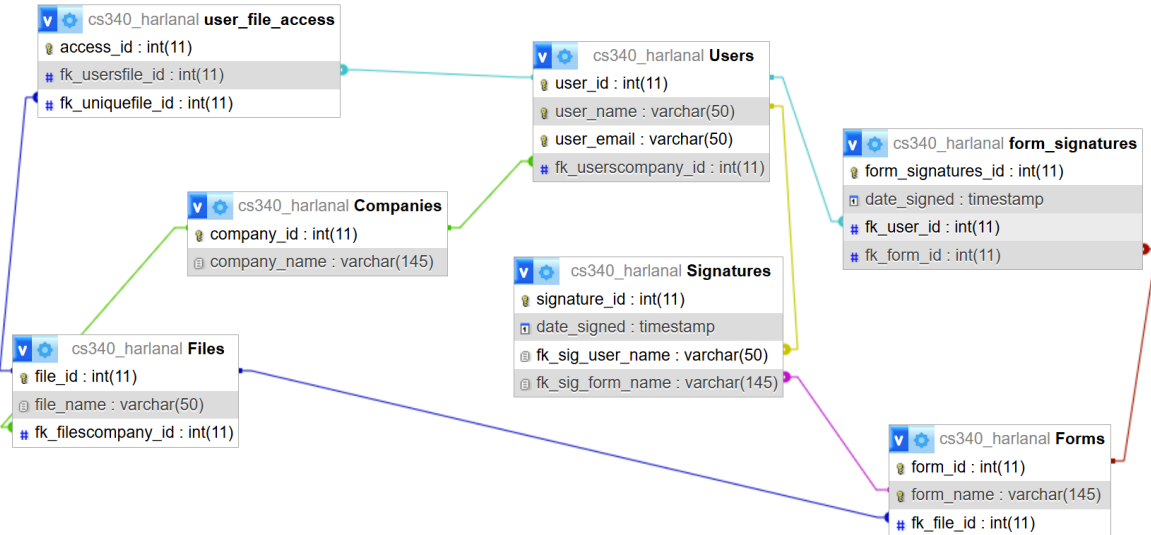 cs340_harlanal user_file_access
access_id : int(11)
fk_usersfile_id : int(11)
fk_uniquefile_id : int(11)
cs340_harlanal Users
user_id : int(11)
user_name : varchar(50)
user_email : varchar(50)
fk_userscompany_id : int(11)
cs340_harlanal form_signatures
form_signatures_id : int(11)
date_signed : timestamp
fk_user_id : int(11)
fk_form_id : int(11)
cs340_harlanal Companies
company_id : int(11)
company_name : varchar(145)
cs340_harlanal Signatures
signature_id : int(11)
date_signed : timestamp
fk_sig_user_name : varchar(50)
fk_sig_form_name : varchar(145)
cs340_harlanal Files
file_id : int(11)
file_name : varchar(50)
fk_filescompany_id : int(11)
cs340_harlanal Forms
form_id : int(11)
form_name : varchar(145)
fk_file_id : int(11)